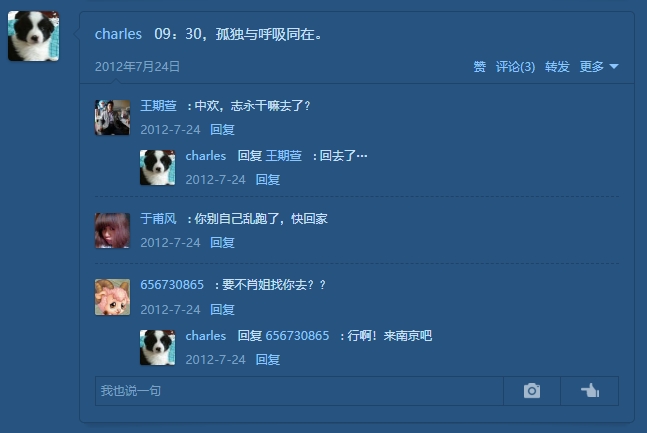 charles 09：30，孤独与呼吸同在。
2012年7月24日 赞 评论(3) 转发 更多
王期萱 ：中欢，志永干嘛去了？
2012-7-24 回复
charles 回复 王期萱 ：回去了…
2012-7-24 回复
于甫风 ：你别自己乱跑了，快回家
2012-7-24 回复
656730865 ：要不肖姐找你去？？
2012-7-24 回复
charles 回复 656730865 ：行啊！来南京吧
2012-7-24 回复
我也说一句